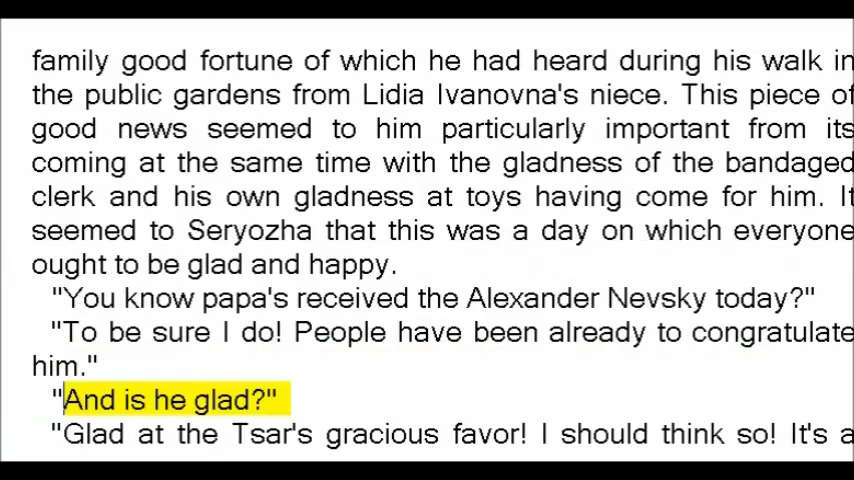 family good fortune of which he had heard during his walk in
the public gardens from Lidia Ivanovna's niece. This piece of
good news seemed to him particularly important from its
coming at the same time with the gladness of the bandaged
clerk and his own gladness at toys having come for him. It
seemed to Seryozha that this was a day on which everyone
ought to be glad and happy.
"You know papa's received the Alexander Nevsky today?"
"To be sure I do! People have been already to congratulate
him."
"And is he glad?"
"Glad at the Tsar's gracious favor! I should think so! It's a